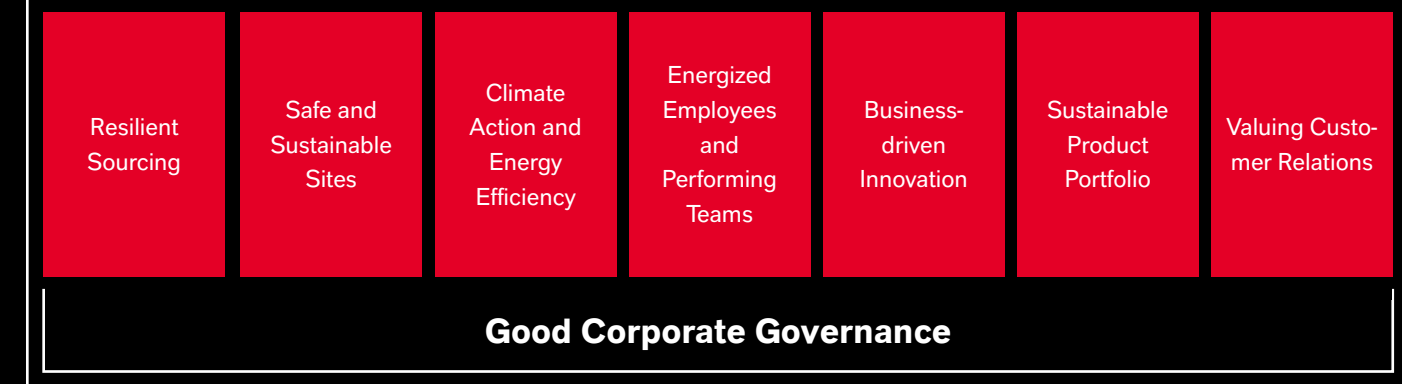 Resilient
Sourcing
Safe and
Sustainable
Sites
Climate
Action and
Energy
Efficiency
Energized
Employees
and
Performing
Teams
Business-
driven
Innovation
Sustainable
Product
Portfolio
Valuing Custo-
mer Relations
Good Corporate Governance